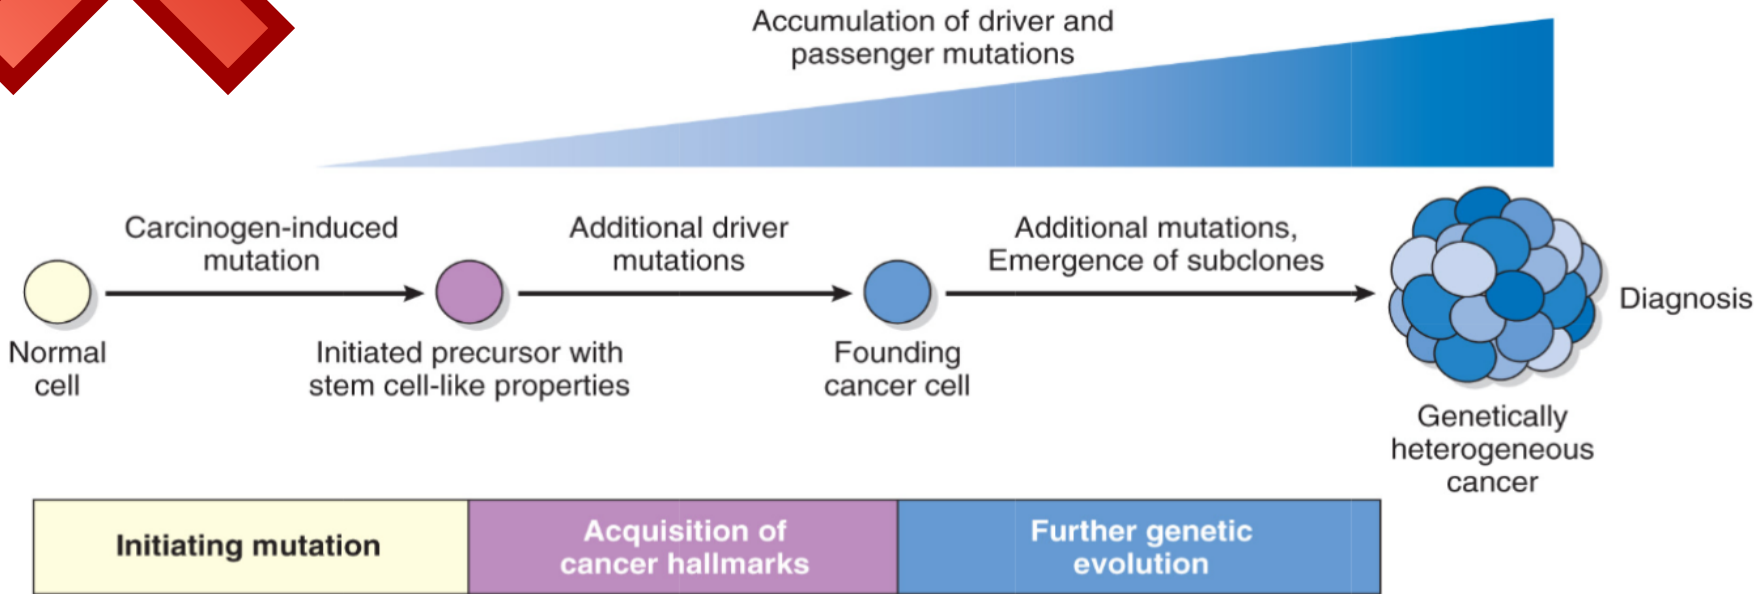 Accumulation of driver and
passenger mutations
Carcinogen-induced
mutation
Additional driver
mutations
Additional mutations,
Emergence of subclones
Normal
cell
Initiated precursor with
stem cell-like properties
Founding
cancer cell
Diagnosis
Genetically
heterogeneous
cancer
Initiating mutation
Acquisition of
cancer hallmarks
Further genetic
evolution